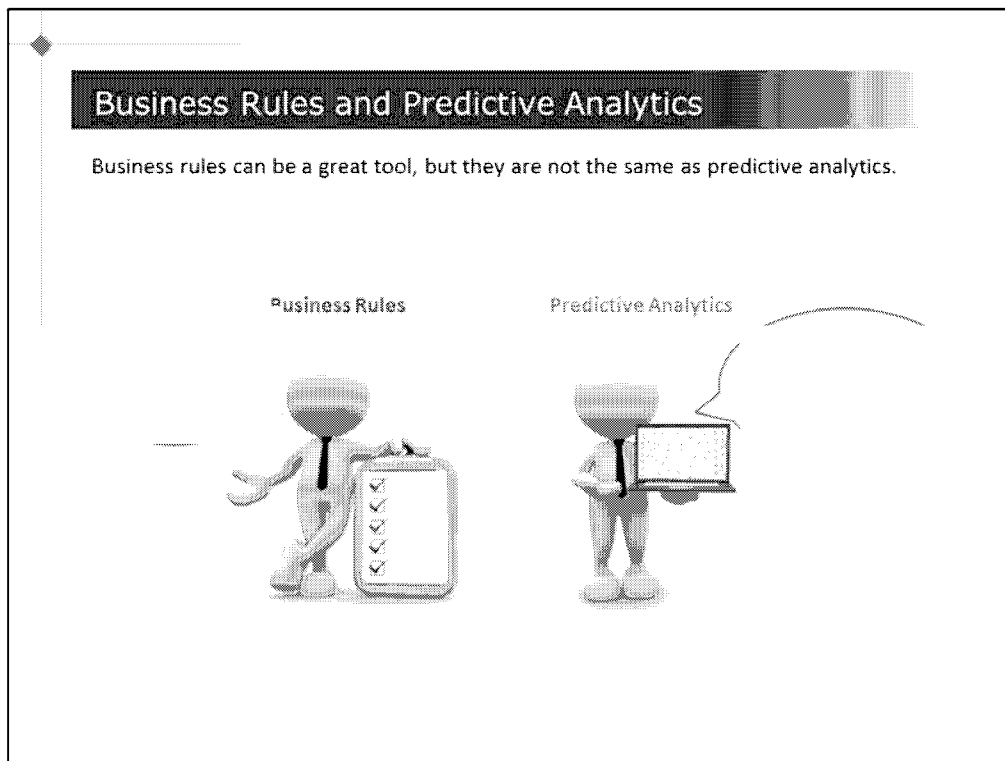 Business Rules and Predictive Analytics
Business rules can be a great tool, but they are not the same as predictive analytics.
Business Rules
Predictive Analytics